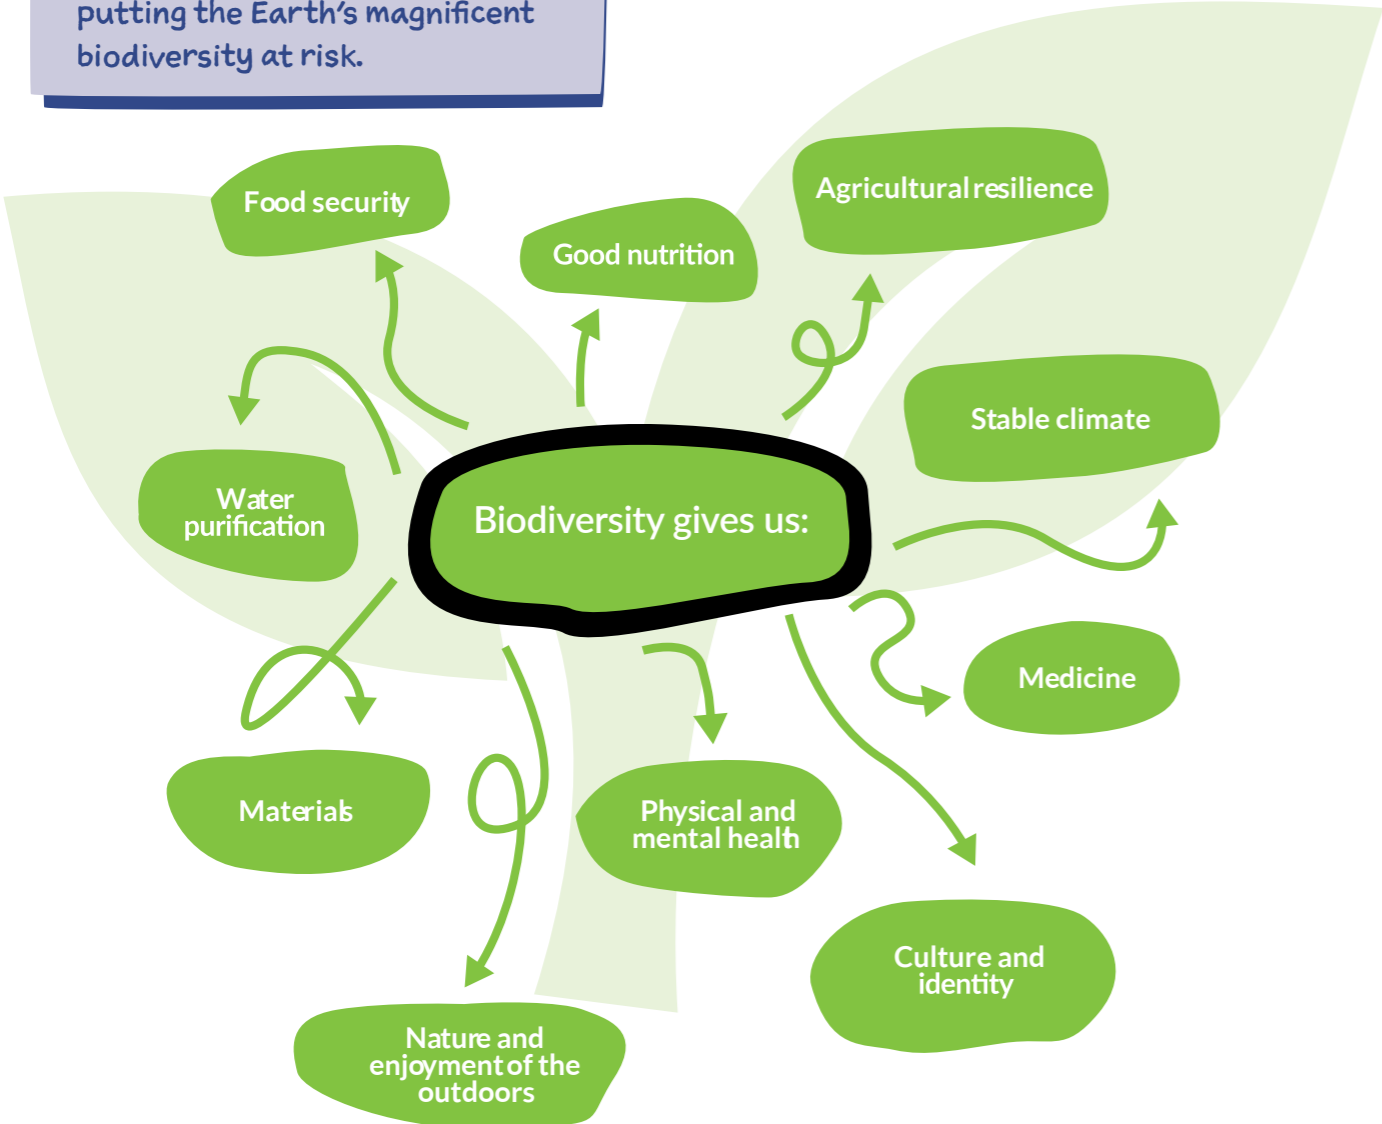 putting the Earth's magnificent
biodiversity at risk.
Food security
Good nutrition
Agricultural resilience
Stable climate
Water
purification
Biodiversity gives us:
Medicine
Materials
Physical and
mental health
Culture and
identity
Nature and
enjoyment of the
outdoors